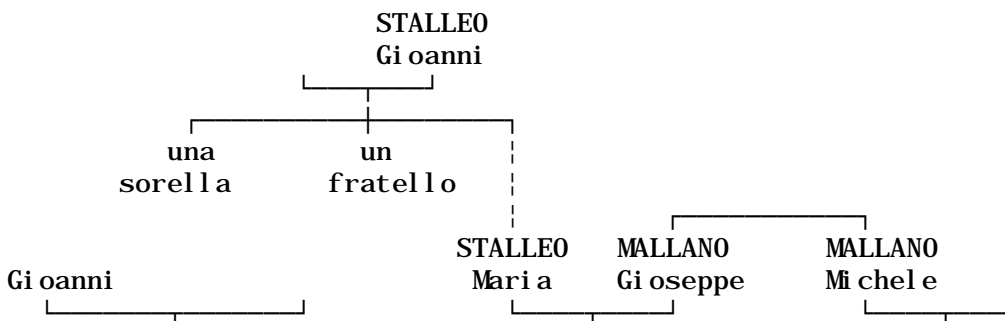 STALLEO
Gioanni
una un
sorella fratello
STALLEO MALLANO MALLANO
Gioanni Maria Gioseppe Michele